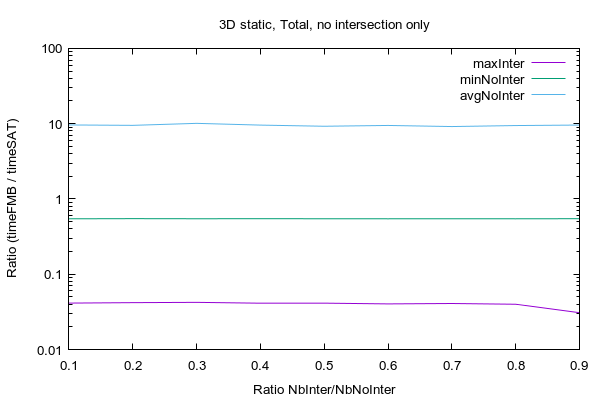 3D static, Total, no intersection only
100
10
1
0.1
0.01
Ratio (timeFMB / timeSAT)
maxInter
minNoInter
avgNoInter
0.1 0.2 0.3 0.4 0.5 0.6 0.7 0.8 0.9
Ratio NbInter/NbNoInter